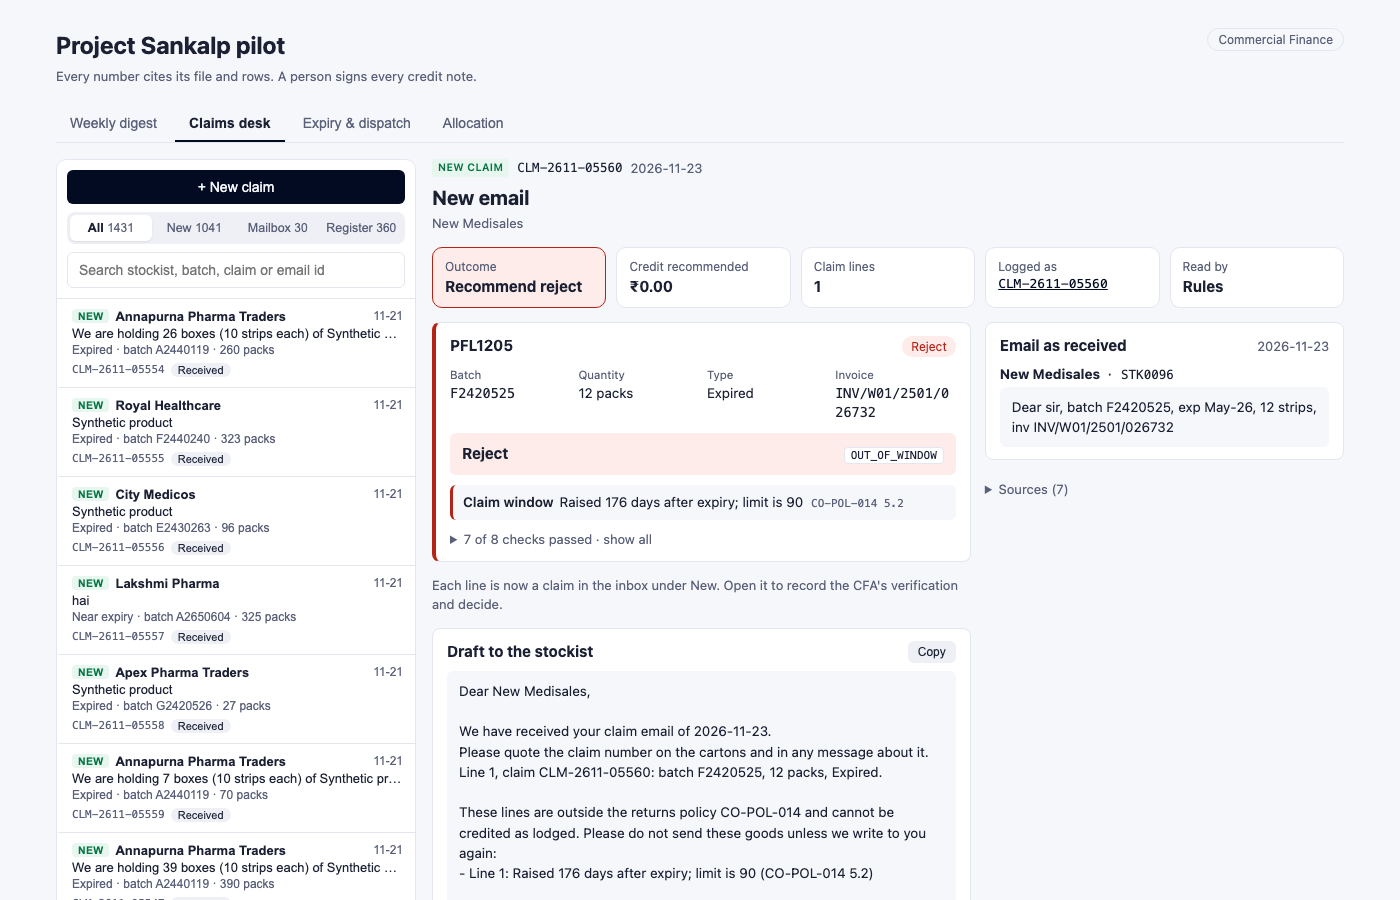 Project Sankalp pilot
Commercial Finance
Every number cites its file and rows. A person signs every credit note.
Weekly digest
Claims desk
Expiry & dispatch
Allocation
+ New claim
All 1431
New 1041
Mailbox 30
Register 360
Search stockist, batch, claim or email id
NEW Annapurna Pharma Traders 11-21
We are holding 26 boxes (10 strips each) of Synthetic ...
Expired · batch A2440119 · 260 packs
CLM-2611-05554 Received
NEW Royal Healthcare 11-21
Synthetic product
Expired · batch F2440240 · 323 packs
CLM-2611-05555 Received
NEW City Medicos 11-21
Synthetic product
Expired · batch E2430263 · 96 packs
CLM-2611-05556 Received
NEW Lakshmi Pharma 11-21
hai
Near expiry · batch A2650604 · 325 packs
CLM-2611-05557 Received
NEW Apex Pharma Traders 11-21
Synthetic product
Expired · batch G2420526 · 27 packs
CLM-2611-05558 Received
NEW Annapurna Pharma Traders 11-21
We are holding 7 boxes (10 strips each) of Synthetic pr...
Expired · batch A2440119 · 70 packs
CLM-2611-05559 Received
NEW Annapurna Pharma Traders 11-21
We are holding 39 boxes (10 strips each) of Synthetic ...
Expired · batch A2440119 · 390 packs
NEW CLAIM CLM-2611-05560 2026-11-23
New email
New Medisales
Outcome
Recommend reject
Credit recommended
₹0.00
Claim lines
1
Logged as
CLM-2611-05560
Read by
Rules
PFL1205 Reject
Batch
F2420525
Quantity
12 packs
Type
Expired
Invoice
INV/W01/2501/0
26732
Reject OUT_OF_WINDOW
Claim window Raised 176 days after expiry; limit is 90 CO-POL-014 5.2
▶ 7 of 8 checks passed · show all
Each line is now a claim in the inbox under New. Open it to record the CFA's verification
and decide.
Draft to the stockist Copy
Dear New Medisales,
We have received your claim email of 2026-11-23.
Please quote the claim number on the cartons and in any message about it.
Line 1, claim CLM-2611-05560: batch F2420525, 12 packs, Expired.
These lines are outside the returns policy CO-POL-014 and cannot be
credited as lodged. Please do not send these goods unless we write to you
again:
- Line 1: Raised 176 days after expiry; limit is 90 (CO-POL-014 5.2)
Email as received 2026-11-23
New Medisales · STK0096
Dear sir, batch F2420525, exp May-26, 12 strips,
inv INV/W01/2501/026732
▶ Sources (7)